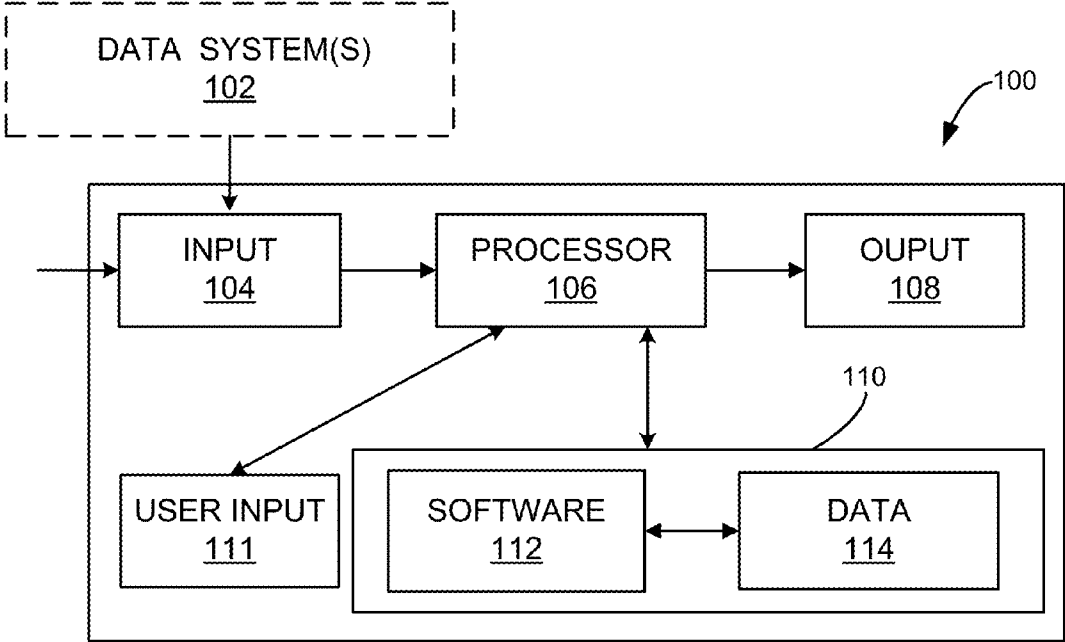 DATA SYSTEM(S)
102
100
INPUT
104
PROCESSOR
106
OUPUT
108
110
USER INPUT
111
SOFTWARE
112
DATA
114